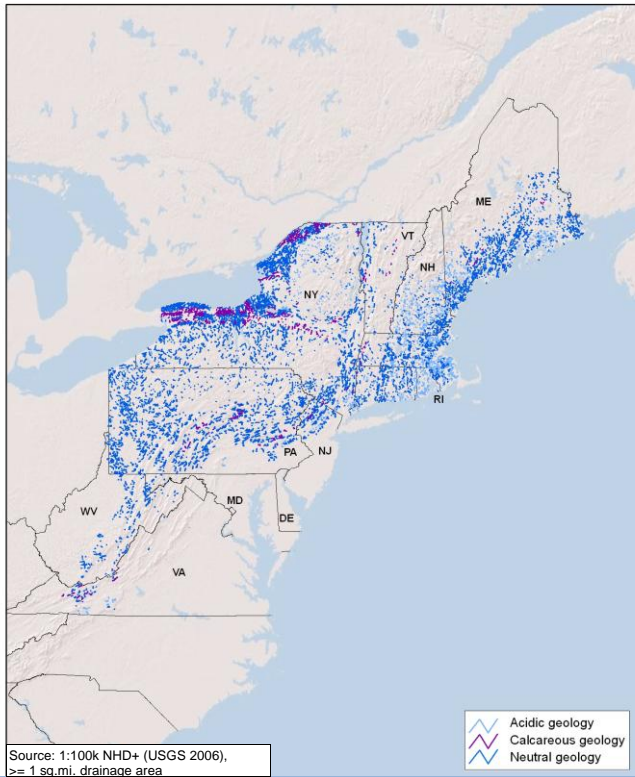 ME
VT
NH
NY
RI
PA
NJ
MD
DE
WV
VA
Acidic geology
Calcareous geology
Neutral geology
Source: 1:100k NHD+ (USGS 2006),
>= 1 sq.mi. drainage area